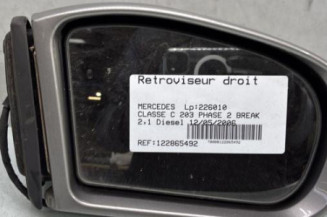 Retroviseur droit
MERCEDES Lp:226010
CLASSE C 203 PHASE 2 BREAK
2.1 Diesel 12/05/2006
REF:122865492